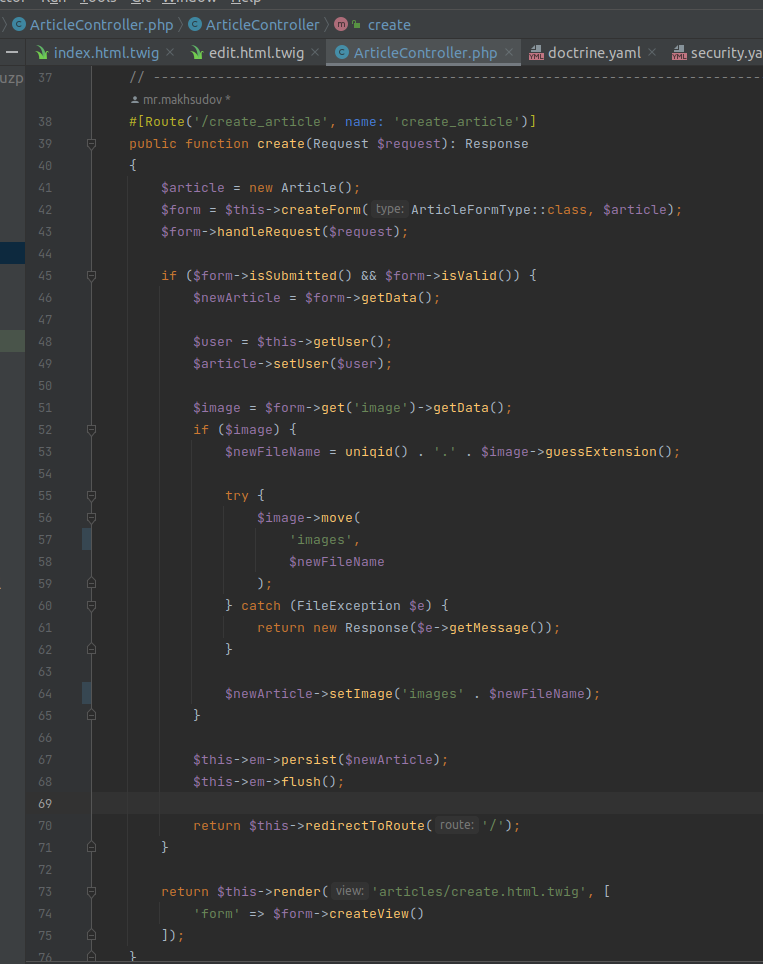 ArticleController.php ArticleController create
index.html.twig edit.html.twig ArticleController.php doctrine.yaml security.ya
uzp
37 // ----------------------------------------------------------------------------
mr.makhsudov *
38 #[Route('/create_article', name: 'create_article')]
39 public function create(Request $request): Response
40 {
41 $article = new Article();
42 $form = $this->createForm( type: ArticleFormType::class, $article);
43 $form->handleRequest($request);
44
45 if ($form->isSubmitted() && $form->isValid()) {
46 $newArticle = $form->getData();
47
48 $user = $this->getUser();
49 $article->setUser($user);
50
51 $image = $form->get('image')->getData();
52 if ($image) {
53 $newFileName = uniqid() . '.' . $image->guessExtension();
54
55 try {
56 $image->move(
57 'images',
58 $newFileName
59 );
60 } catch (FileException $e) {
61 return new Response($e->getMessage());
62 }
63
64 $newArticle->setImage('images' . $newFileName);
65 }
66
67 $this->em->persist($newArticle);
68 $this->em->flush();
69
70 return $this->redirectToRoute( route: '/');
71 }
72
73 return $this->render( view: 'articles/create.html.twig', [
74 'form' => $form->createView()
75 ]);
76 }